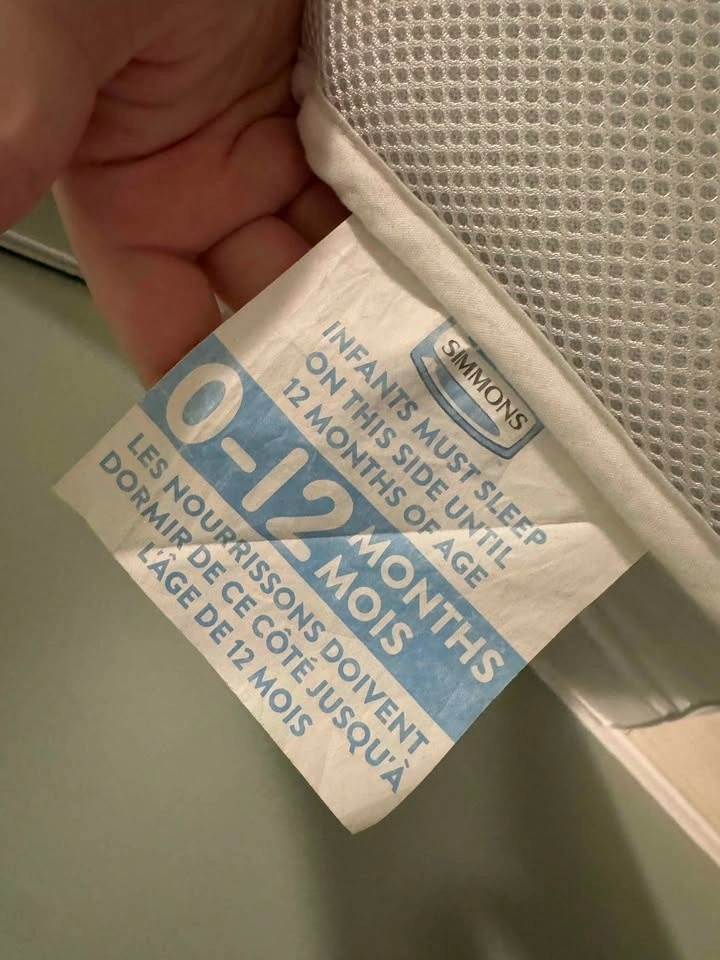 SIMMONS
INFANTS MUST SLEEP
ON THIS SIDE UNTIL
12 MONTHS OF AGE
0-12 MONTHS
MOIS
LES NOURRISSONS DOIVENT
DORMIR DE CE CÔTÉ JUSQU'À
L'ÂGE DE 12 MOIS